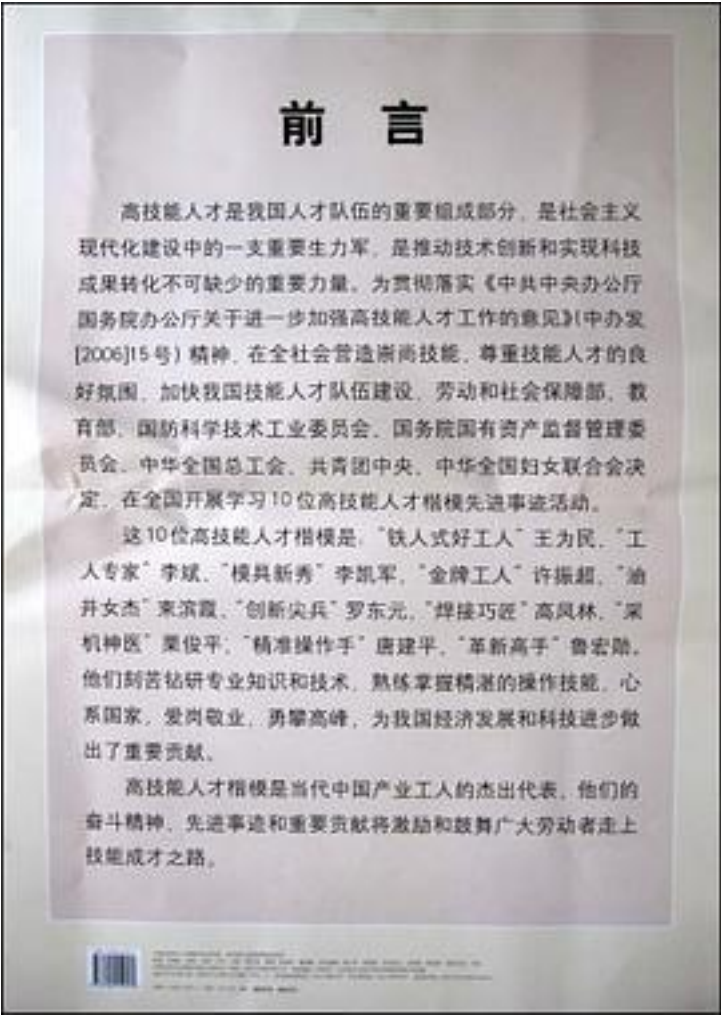 前 言
高技能人才是我国人才队伍的重要组成部分，是社会主义
现代化建设中的一支重要生力军，是推动技术创新和实现科技
成果转化不可缺少的重要力量。为贯彻落实《中共中央办公厅
国务院办公厅关于进一步加强高技能人才工作的意见》（中办发
[2006]15号）精神，在全社会营造崇尚技能、尊重技能人才的良
好氛围，加快我国技能人才队伍建设，劳动和社会保障部、教
育部、国防科学技术工业委员会、国务院国有资产监督管理委
员会、中华全国总工会、共青团中央、中华全国妇女联合会决
定，在全国开展学习10位高技能人才楷模先进事迹活动。
这10位高技能人才楷模是：“铁人式好工人”王为民、“工
人专家”李斌、“模具新秀”李凯军、“金牌工人”许振超、“油
井女杰”束滨霞、“创新尖兵”罗东元、“焊接巧匠”高凤林、“采
机神医”栗俊平、“精准操作手”唐建平、“革新高手”鲁宏勋。
他们刻苦钻研专业知识和技术，熟练掌握精湛的操作技能，心
系国家，爱岗敬业，勇攀高峰，为我国经济发展和科技进步做
出了重要贡献。
高技能人才楷模是当代中国产业工人的杰出代表，他们的
奋斗精神、先进事迹和重要贡献将激励和鼓舞广大劳动者走上
技能成才之路。